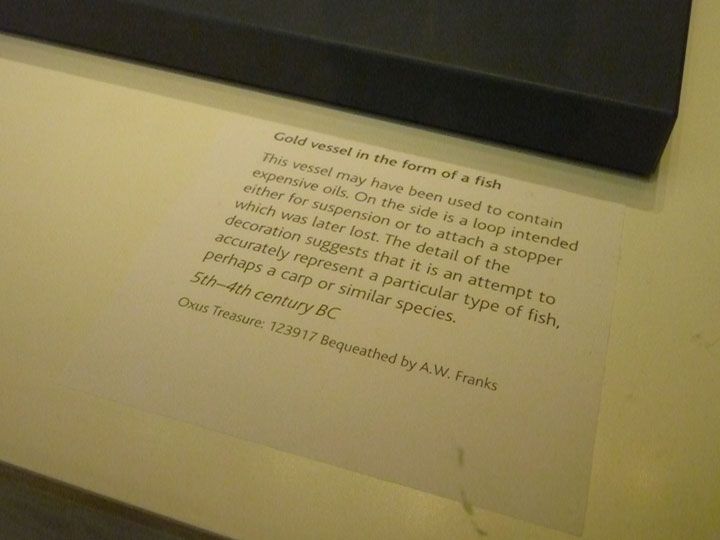 Gold vessel in the form of a fish
This vessel may have been used to contain
expensive oils. On the side is a loop intended
either for suspension or to attach a stopper
which was later lost. The detail of the
decoration suggests that it is an attempt to
accurately represent a particular type of fish,
perhaps a carp or similar species.
5th–4th century BC
Oxus Treasure: 123917 Bequeathed by A.W. Franks